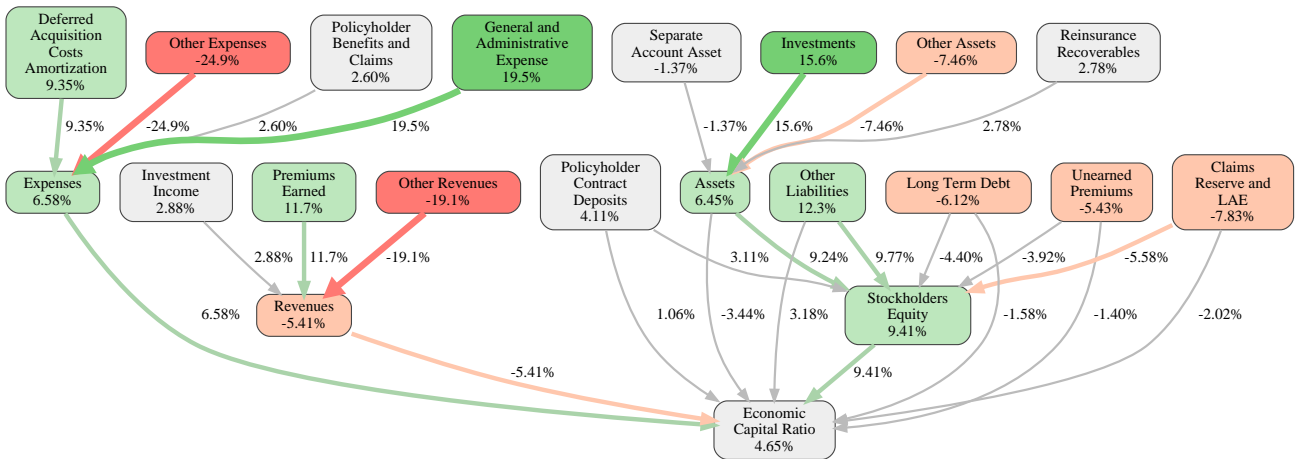 Deferred
Acquisition
Costs
Amortization
9.35%
Other Expenses
-24.9%
Policyholder
Benefits and
Claims
2.60%
General and
Administrative
Expense
19.5%
Separate
Account Asset
-1.37%
Investments
15.6%
Other Assets
-7.46%
Reinsurance
Recoverables
2.78%
9.35%
-24.9%
2.60%
19.5%
-1.37%
15.6%
-7.46%
2.78%
Expenses
6.58%
Investment
Income
2.88%
Premiums
Earned
11.7%
Other Revenues
-19.1%
Policyholder
Contract
Deposits
4.11%
Assets
6.45%
Other
Liabilities
12.3%
Long Term Debt
-6.12%
Unearned
Premiums
-5.43%
Claims
Reserve and
LAE
-7.83%
2.88%
11.7%
-19.1%
3.11%
9.24%
9.77%
-4.40%
-3.92%
-5.58%
Revenues
-5.41%
Stockholders
Equity
9.41%
6.58%
1.06%
-3.44%
3.18%
-1.58%
-1.40%
-2.02%
-5.41%
9.41%
Economic
Capital Ratio
4.65%